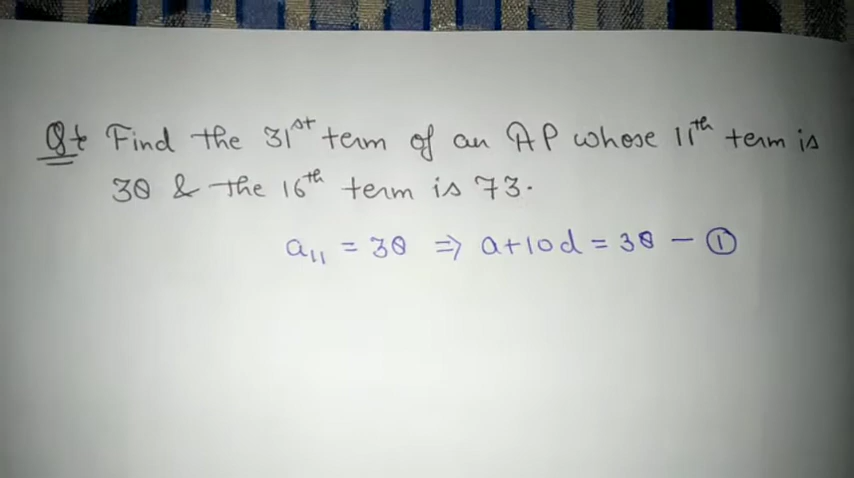 Q⁠t Find the 31st term of an AP whose 11th term is
38 & the 16th term is 73.
a11 = 38 ⇒ a+10d = 38 — ①